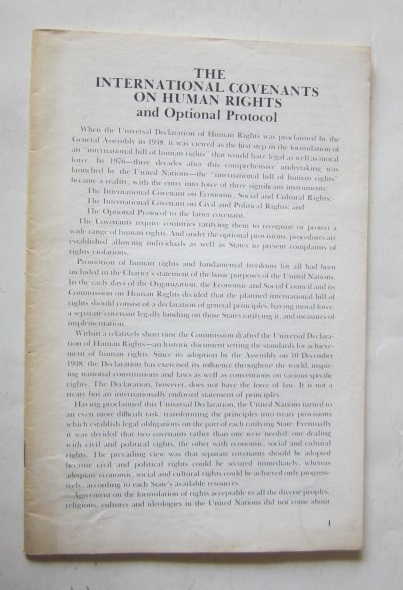 THE
INTERNATIONAL COVENANTS
ON HUMAN RIGHTS
and Optional Protocol
When the Universal Declaration of Human Rights was proclaimed by the
General Assembly in 1948, it was viewed as the first step in the formulation of
an "international bill of human rights" that would have legal as well as moral
force. In 1976—three decades after this comprehensive undertaking was
launched by the United Nations—the "international bill of human rights"
became a reality, with the entry into force of three significant instruments:
The International Covenant on Economic, Social and Cultural Rights;
The International Covenant on Civil and Political Rights; and
The Optional Protocol to the latter covenant.
The Covenants require countries ratifying them to recognize or protect a
wide range of human rights. And under the optional provisions, procedures are
established allowing individuals as well as States to present complaints of
rights violations.
Promotion of human rights and fundamental freedoms for all had been
included in the Charter's statement of the basic purposes of the United Nations.
In the early days of the Organization, the Economic and Social Council and its
Commission on Human Rights decided that the planned international bill of
rights should consist of a declaration of general principles, having moral force;
a separate covenant legally binding on those States ratifying it, and measures of
implementation.
Within a relatively short time the Commission drafted the Universal Declara-
tion of Human Rights—an historic document setting the standards for achieve-
ment of human rights. Since its adoption by the Assembly on 10 December
1948, the Declaration has exercised its influence throughout the world, inspir-
ing national constitutions and laws as well as conventions on various specific
rights. The Declaration, however, does not have the force of law. It is not a
treaty but an internationally endorsed statement of principles.
Having proclaimed this Universal Declaration, the United Nations turned to
an even more difficult task: transforming the principles into treaty provisions
which establish legal obligations on the part of each ratifying State. Eventually
it was decided that two covenants rather than one were needed: one dealing
with civil and political rights, the other with economic, social and cultural
rights. The prevailing view was that separate covenants should be adopted
because civil and political rights could be secured immediately, whereas
adequate economic, social and cultural rights could be achieved only progress-
ively, according to each State's available resources.
Agreement on the formulation of rights acceptable to all the diverse peoples,
religions, cultures and ideologies in the United Nations did not come about
1